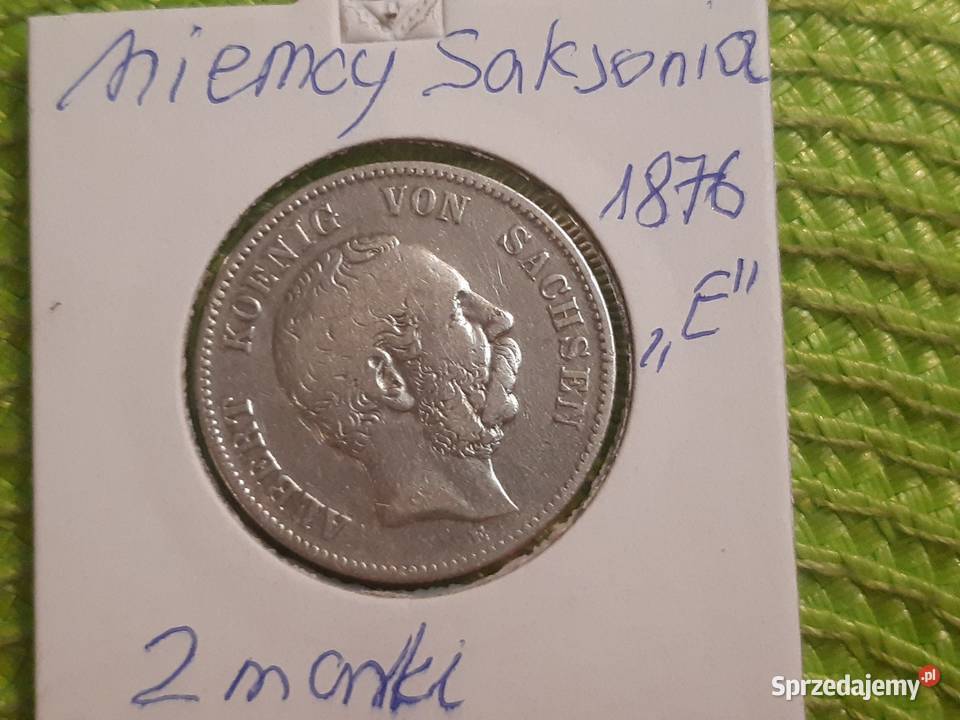 Niemcy Saksonia
1876
„E"
ALBERT KOENIG VON SACHSEN
E
2 marki
Sprzedajemy.pl